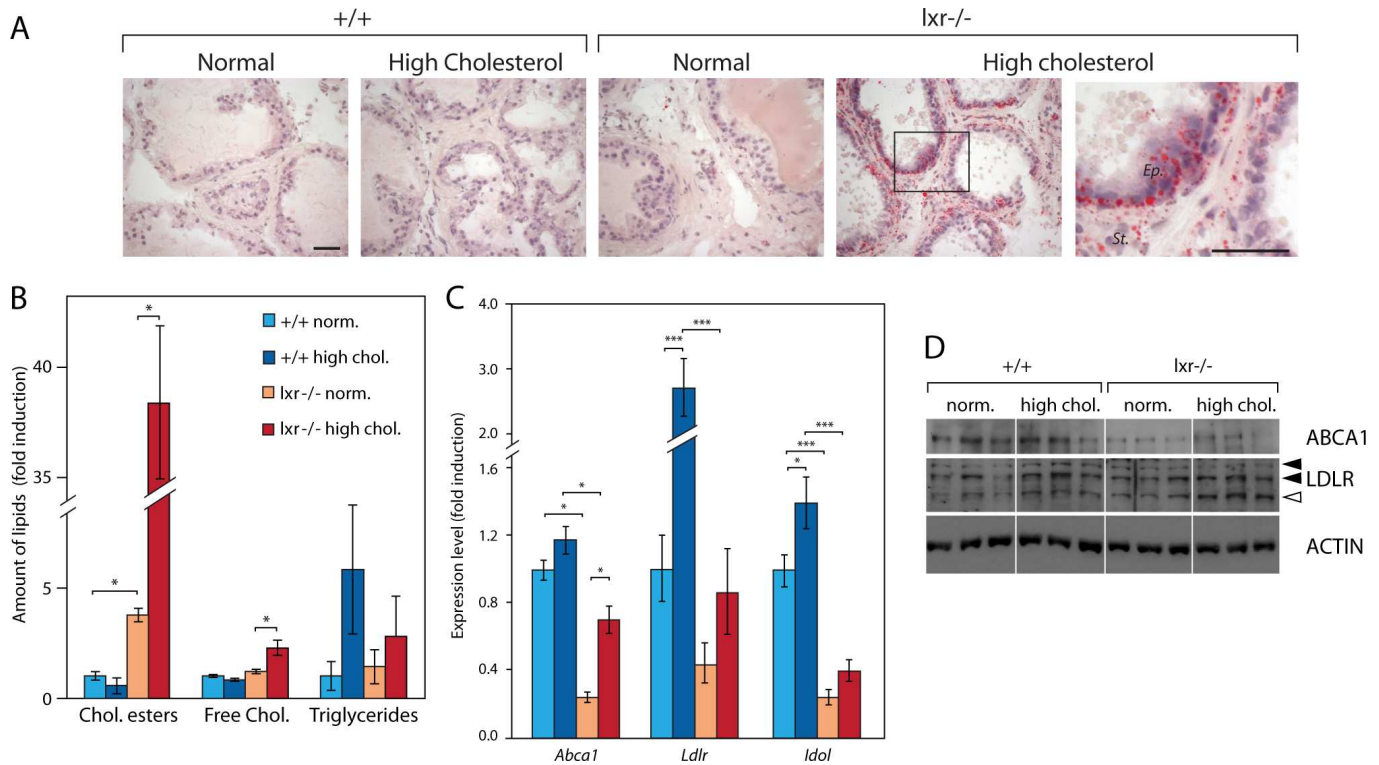 A
+/+
lxr-/-
Normal
High Cholesterol
Normal
High cholesterol
Ep.
St.
B
Amount of lipids (fold induction)
40
35
5
0
*
*
*
+/+ norm.
+/+ high chol.
lxr-/- norm.
lxr-/- high chol.
Chol. esters
Free Chol.
Triglycerides
C
Expression level (fold induction)
4.0
3.0
2.0
1.6
1.2
0.8
0.4
0.0
*
*
*
***
***
***
***
*
Abca1
Ldlr
Idol
D
+/+
lxr-/-
norm.
high chol.
norm.
high chol.
ABCA1
LDLR
ACTIN